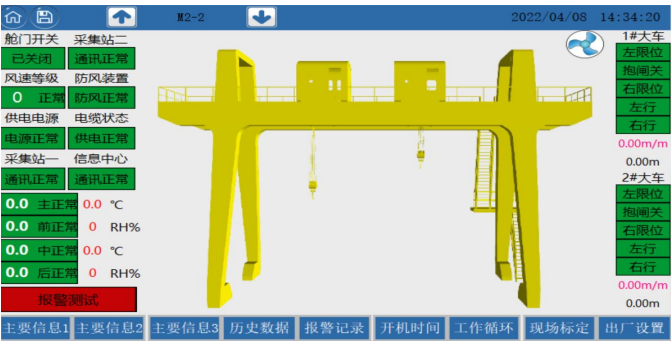 M2-2 2022/04/08 14:34:20
舱门开关 采集站二
已关闭 通讯正常
风速等级 防风装置
0 正常 防风正常
供电电源 电缆状态
电源正常 供电正常
采集站一 信息中心
通讯正常 通讯正常
0.0 主正常 0.0 ℃
0.0 前正常 0 RH%
0.0 中正常 0.0 ℃
0.0 后正常 0 RH%
报警测试
1#大车
左限位
抱闸关
右限位
左行
右行
0.00m/m
0.00m
2#大车
左限位
抱闸关
右限位
左行
右行
0.00m/m
0.00m
主要信息1 主要信息2 主要信息3 历史数据 报警记录 开机时间 工作循环 现场标定 出厂设置